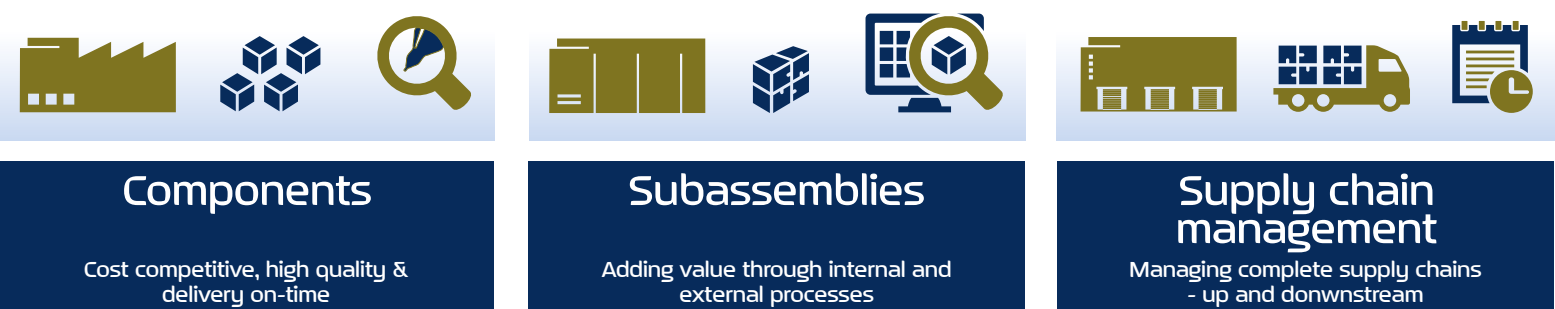 Components
Cost competitive, high quality &
delivery on-time
Subassemblies
Adding value through internal and
external processes
Supply chain
management
Managing complete supply chains
- up and donwnstream